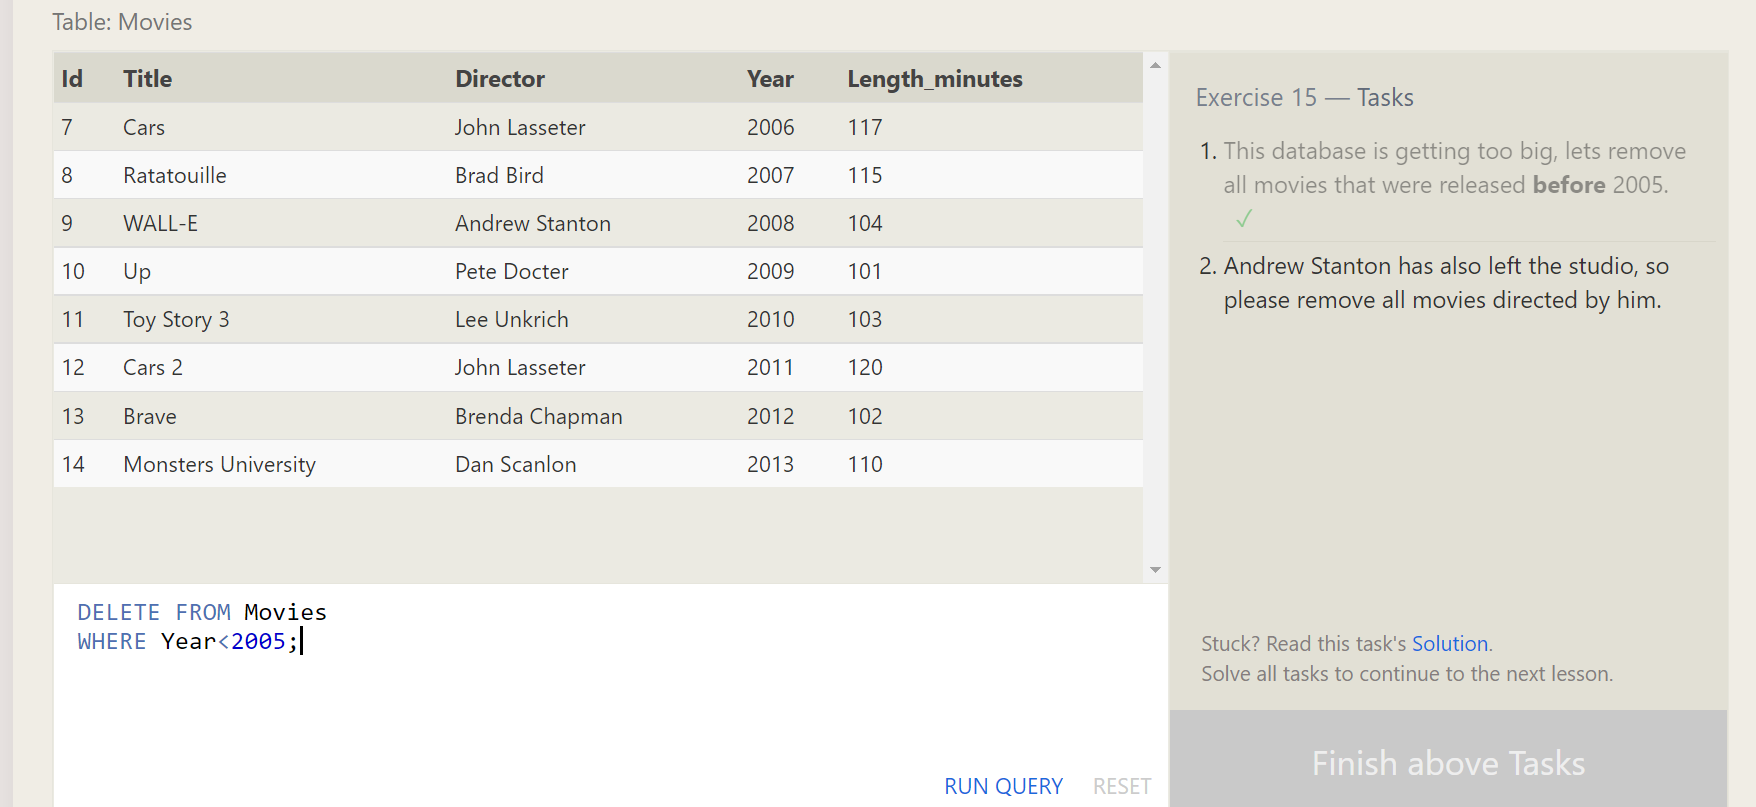 Table: Movies
Id Title Director Year Length_minutes
7 Cars John Lasseter 2006 117
8 Ratatouille Brad Bird 2007 115
9 WALL-E Andrew Stanton 2008 104
10 Up Pete Docter 2009 101
11 Toy Story 3 Lee Unkrich 2010 103
12 Cars 2 John Lasseter 2011 120
13 Brave Brenda Chapman 2012 102
14 Monsters University Dan Scanlon 2013 110
DELETE FROM Movies
WHERE Year<2005;
RUN QUERY RESET
Exercise 15 — Tasks
1. This database is getting too big, lets remove
all movies that were released before 2005.
✓
2. Andrew Stanton has also left the studio, so
please remove all movies directed by him.
Stuck? Read this task's Solution.
Solve all tasks to continue to the next lesson.
Finish above Tasks